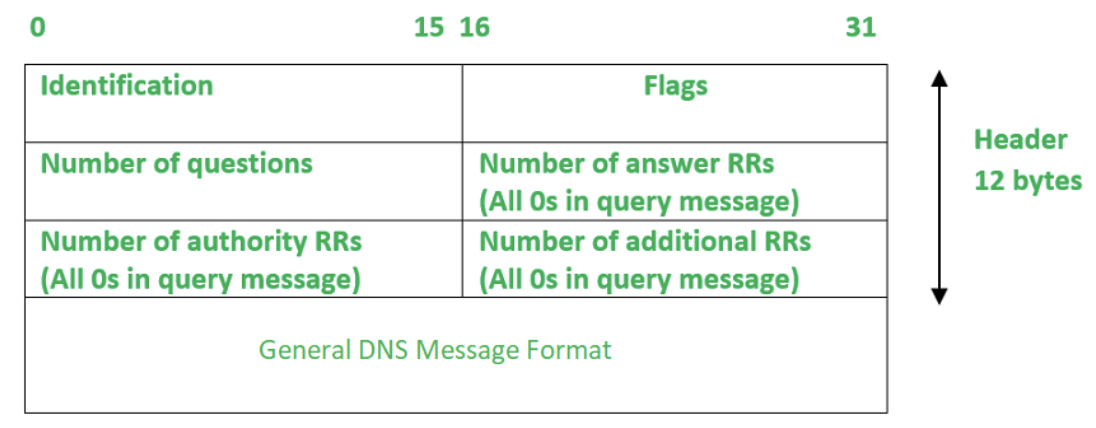 0 15 16 31
Identification Flags
Number of questions Number of answer RRs
(All 0s in query message)
Number of authority RRs Number of additional RRs
(All 0s in query message) (All 0s in query message)
General DNS Message Format
Header
12 bytes